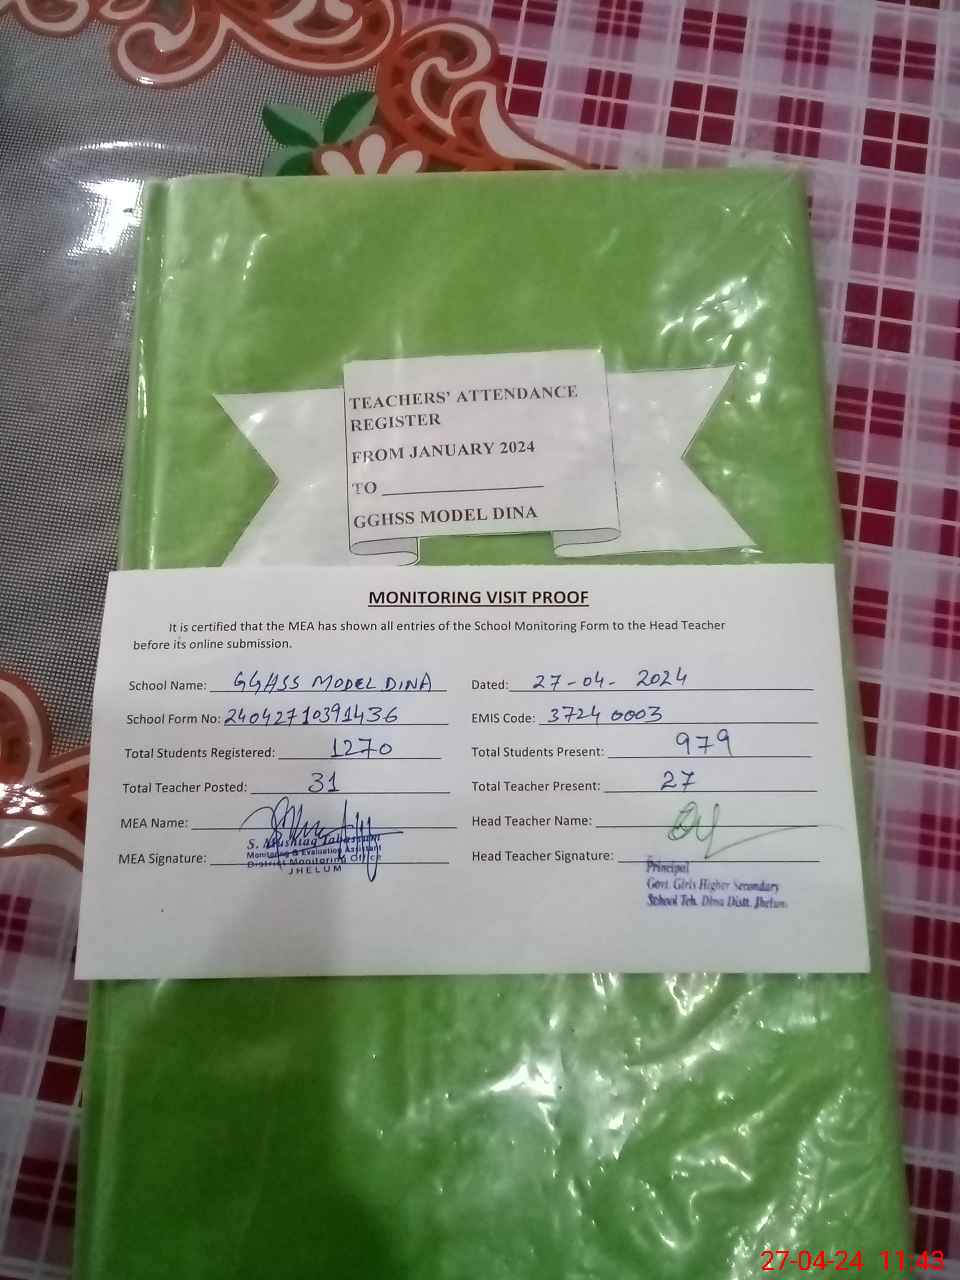 TEACHERS' ATTENDANCE
REGISTER
FROM JANUARY 2024
TO
GGHSS MODEL DINA
MONITORING VISIT PROOF
It is certified that the MEA has shown all entries of the School Monitoring Form to the Head Teacher
before its online submission.
School Name: GGHSS MODEL DINA Dated: 27-04-2024
School Form No: 24042710391436 EMIS Code: 37240003
Total Students Registered: 1270 Total Students Present: 979
Total Teacher Posted: 31 Total Teacher Present: 27
MEA Name: Head Teacher Name:
MEA Signature: Head Teacher Signature:
S. Mushtaq
Monitoring & Evaluation Assistant
District Monitoring Office
JHELUM
Principal
Govt. Girls Higher Secondary
School Teh. Dina Distt. Jhelum.
27-04-24 11:43